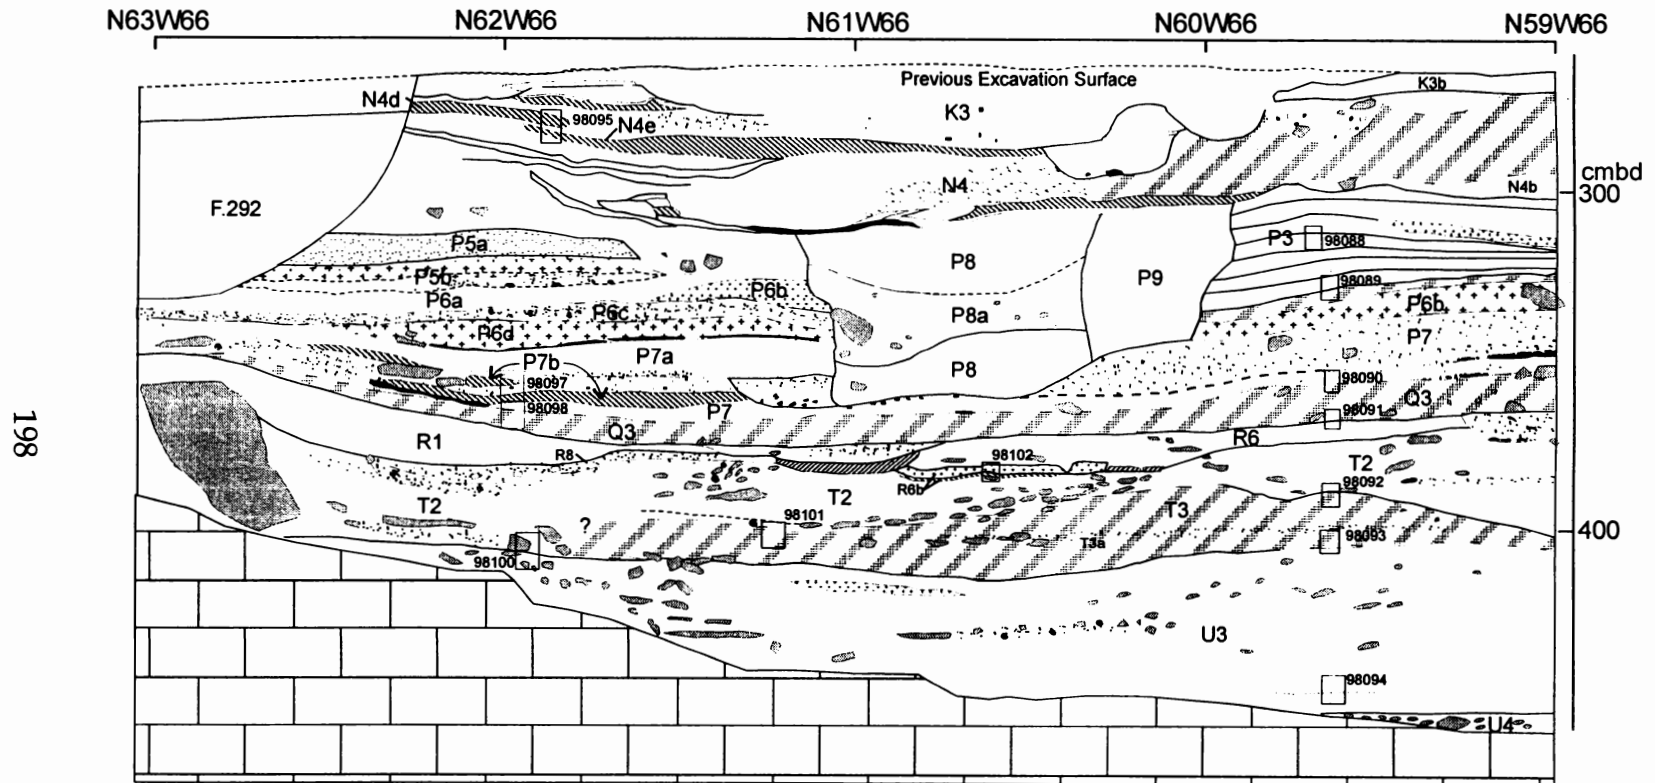 N63W66 N62W66 N61W66 N60W66 N59W66
Previous Excavation Surface
K3b
N4d
K3
98095
N4e
cmbd
N4
N4b
300
F.292
P3
98088
P5a
P8
P9
P5b
98089
P6b
P6a
P6b
P6c
P8a
P6d
P7
P7b
P7a
P8
98097
98090
98098
P7
Q3
98091
Q3
R1
R6
R8
98102
T2
98092
R6b
T2
T2
T3
98101
?
400
98093
T3a
98100
U3
98094
U4
198